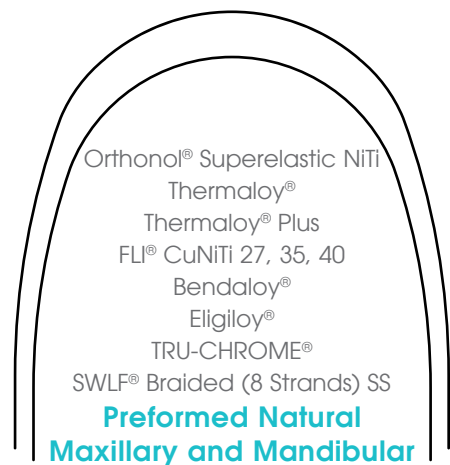 Orthonol® Superelastic NiTi
Thermaloy®
Thermaloy® Plus
FLI® CuNiTi 27, 35, 40
Bendaloy®
Eligiloy®
TRU-CHROME®
SWLF® Braided (8 Strands) SS
Preformed Natural
Maxillary and Mandibular